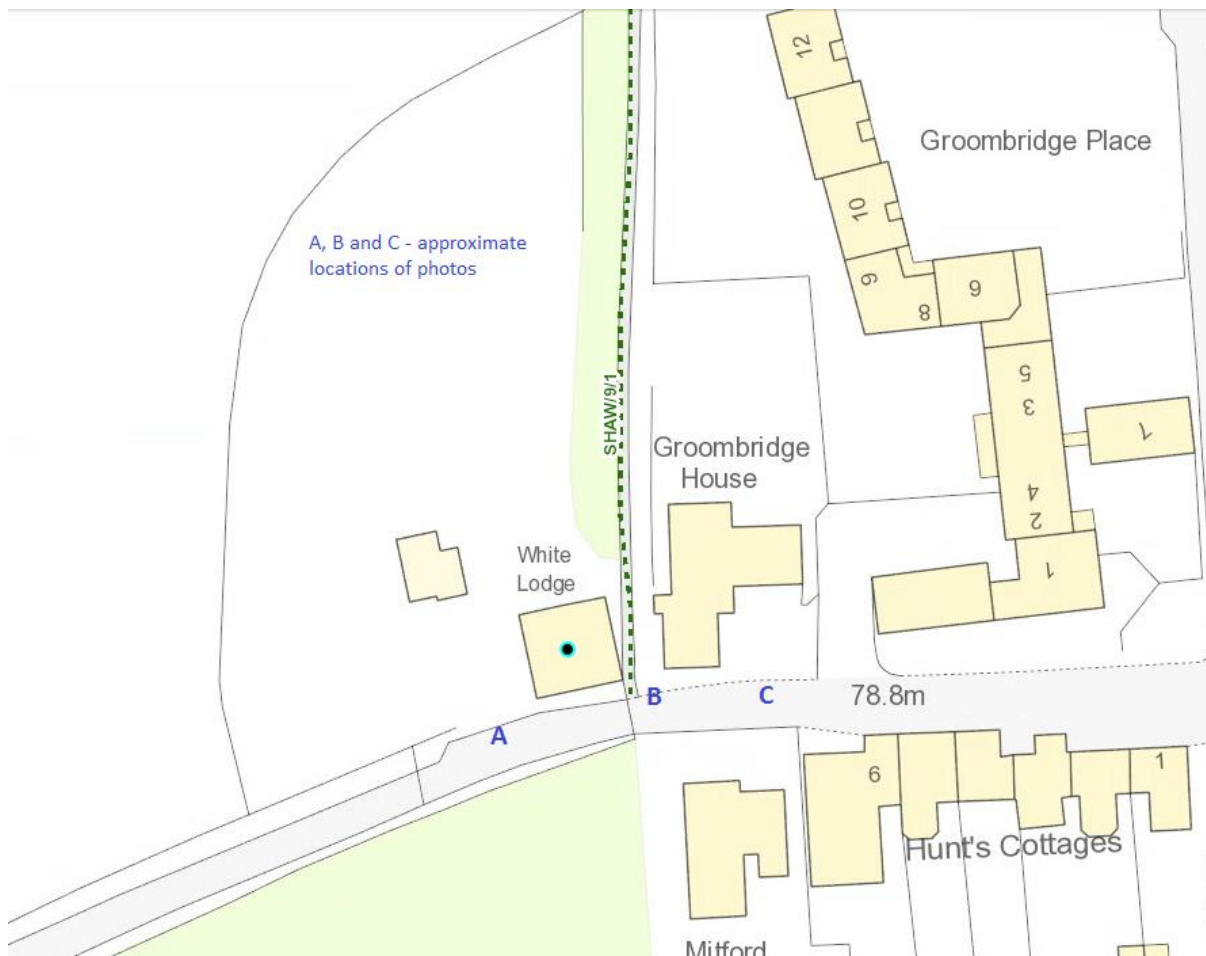 12
Groombridge Place
10
A, B and C - approximate
locations of photos
9
6
8
5
3
SHAW/9/1
7
Groombridge
House
4
2
White
Lodge
1
B
C
78.8m
A
6
1
Hunt's Cottages
Mitford